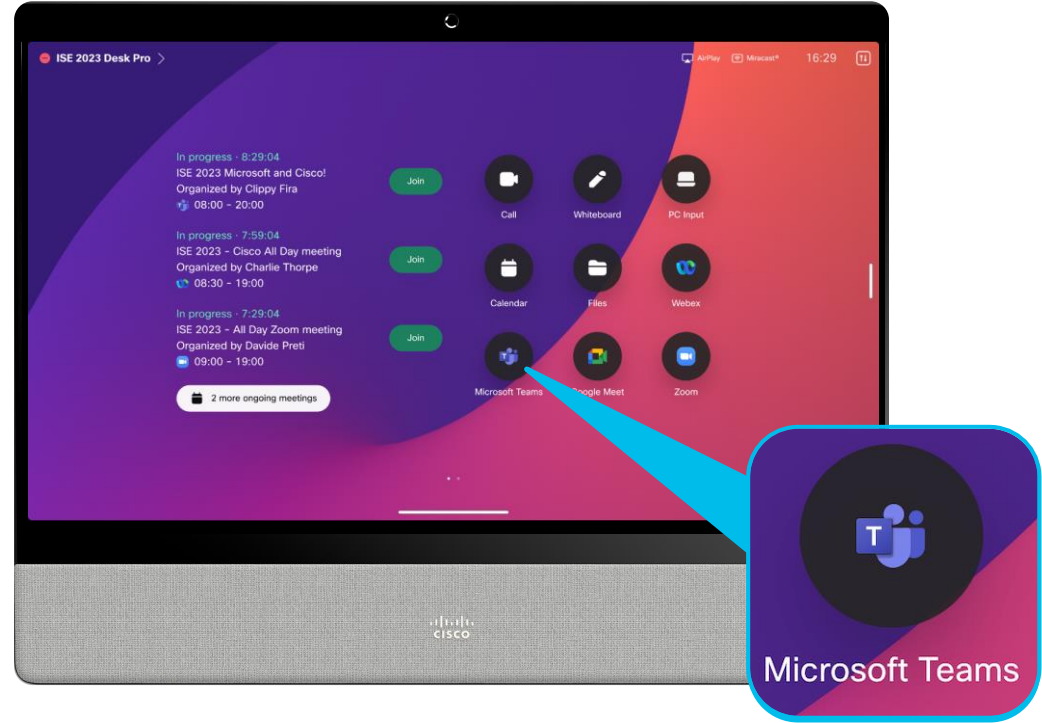 ISE 2023 Desk Pro
AirPlay
Miracast®
16:29
In progress · 8:29:04
ISE 2023 Microsoft and Cisco!
Organized by Clippy Fira
08:00 - 20:00
Join
In progress · 7:59:04
ISE 2023 - Cisco All Day meeting
Organized by Charlie Thorpe
08:30 - 19:00
Join
In progress · 7:29:04
ISE 2023 - All Day Zoom meeting
Organized by Davide Preti
09:00 - 19:00
Join
2 more ongoing meetings
Call
Whiteboard
PC Input
Calendar
Files
Webex
T
Microsoft Teams
Google Meet
Zoom
CISCO
T
Microsoft Teams